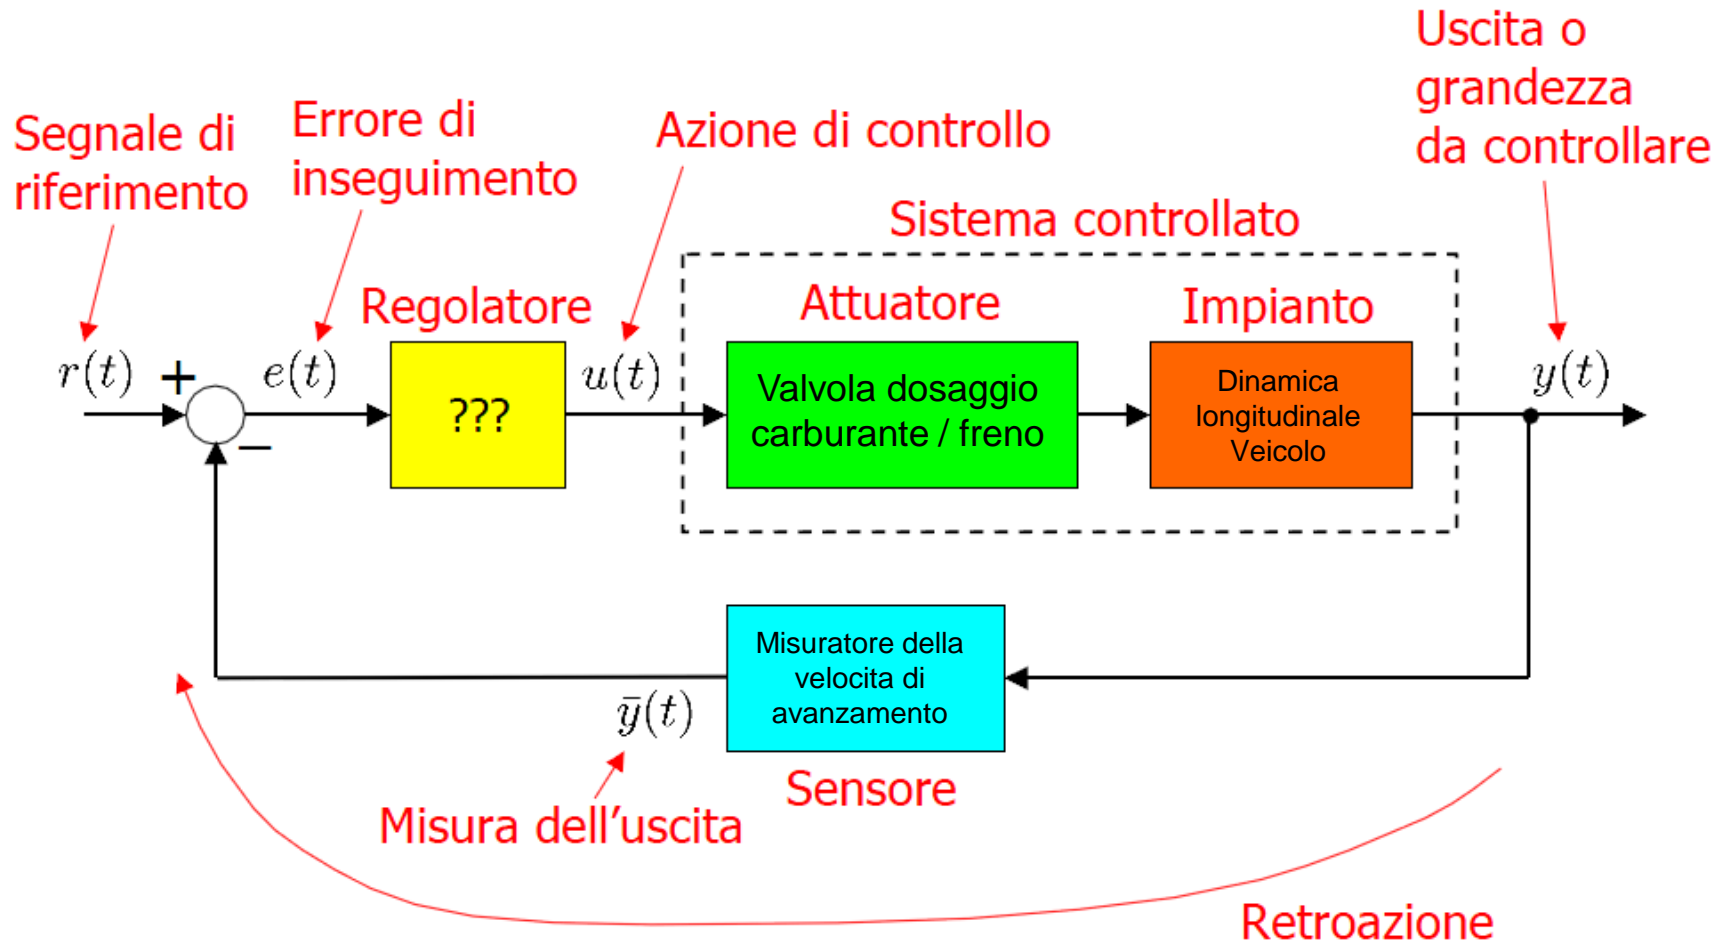 Uscita o
grandezza
da controllare
Segnale di
riferimento
Errore di
inseguimento
Azione di controllo
Sistema controllato
Regolatore
Attuatore
Impianto
r(t)
+
−
e(t)
???
u(t)
Valvola dosaggio
carburante / freno
Dinamica
longitudinale
Veicolo
y(t)
Misuratore della
velocita di
avanzamento
ȳ(t)
Sensore
Misura dell'uscita
Retroazione